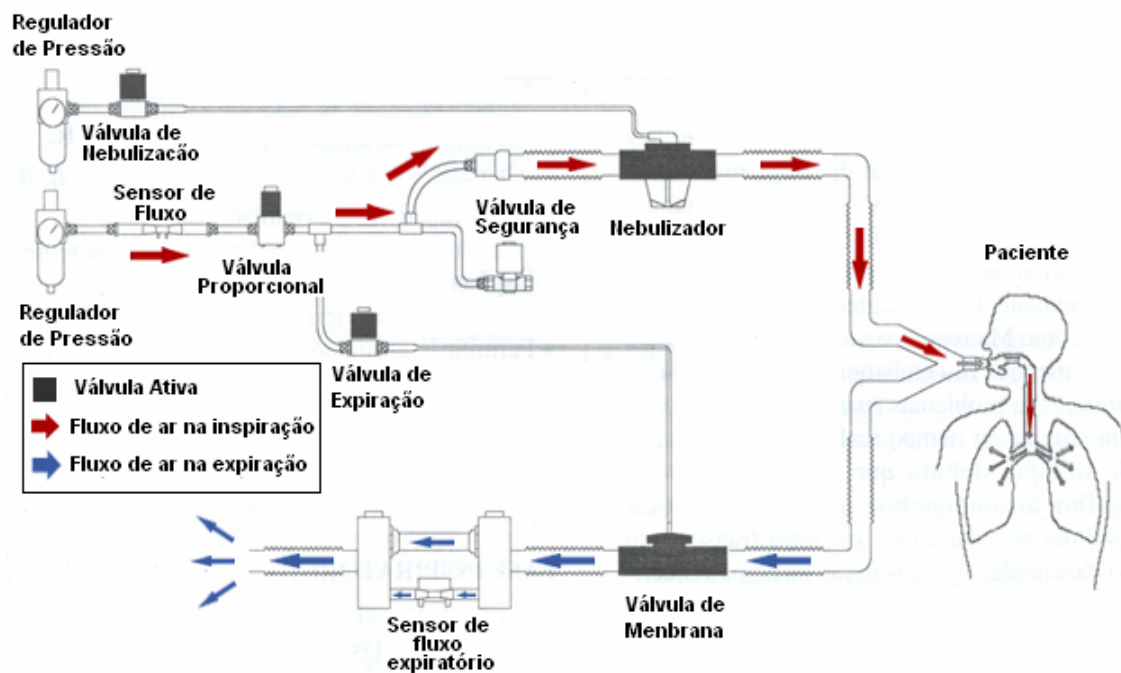 Regulador
de Pressão
Válvula de
Nebulizacão
Sensor de
Fluxo
Válvula
Proporcional
Válvula de
Segurança
Nebulizador
Paciente
Regulador
de Pressão
Válvula de
Expiração
Válvula Ativa
Fluxo de ar na inspiração
Fluxo de ar na expiração
Sensor de
fluxo
expiratório
Válvula de
Menbrana